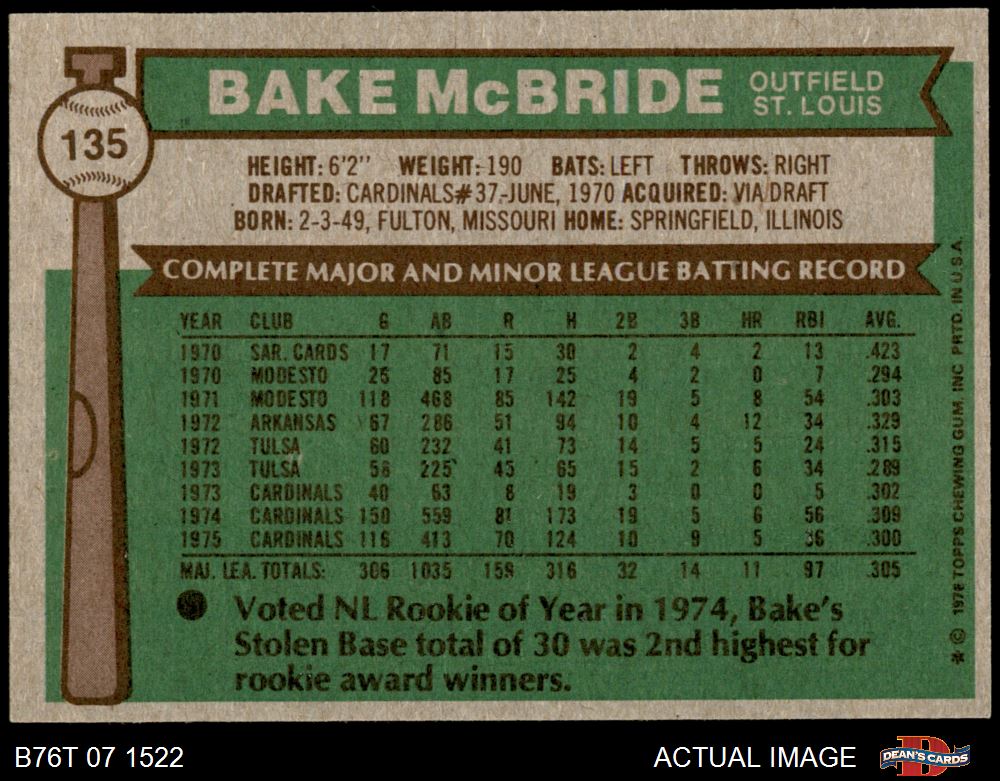 BAKE McBRIDE OUTFIELD ST. LOUIS
135
HEIGHT: 6'2" WEIGHT: 190 BATS: LEFT THROWS: RIGHT
DRAFTED: CARDINALS #37-JUNE, 1970 ACQUIRED: VIA DRAFT
BORN: 2-3-49, FULTON, MISSOURI HOME: SPRINGFIELD, ILLINOIS
COMPLETE MAJOR AND MINOR LEAGUE BATTING RECORD
YEAR CLUB G AB R H 2B 3B HR RBI AVG.
1970 SAR. CARDS 17 71 15 30 2 4 2 13 .423
1970 MODESTO 26 85 17 25 4 2 0 7 .294
1971 MODESTO 118 468 85 142 19 5 8 54 .303
1972 ARKANSAS 67 286 51 94 10 4 12 34 .329
1972 TULSA 60 232 41 73 14 5 5 24 .315
1973 TULSA 58 225 45 65 15 2 6 34 .289
1973 CARDINALS 40 63 8 19 3 0 0 5 .302
1974 CARDINALS 150 559 81 173 19 5 6 56 .309
1975 CARDINALS 116 413 70 124 10 9 5 36 .300
MAJ. LEA. TOTALS: 306 1035 159 316 32 14 11 97 .305
Voted NL Rookie of Year in 1974, Bake's
Stolen Base total of 30 was 2nd highest for
rookie award winners.
* © 1976 TOPPS CHEWING GUM, INC PRTD. IN U.S.A.
B76T 07 1522
ACTUAL IMAGE
DEAN'S CARDS